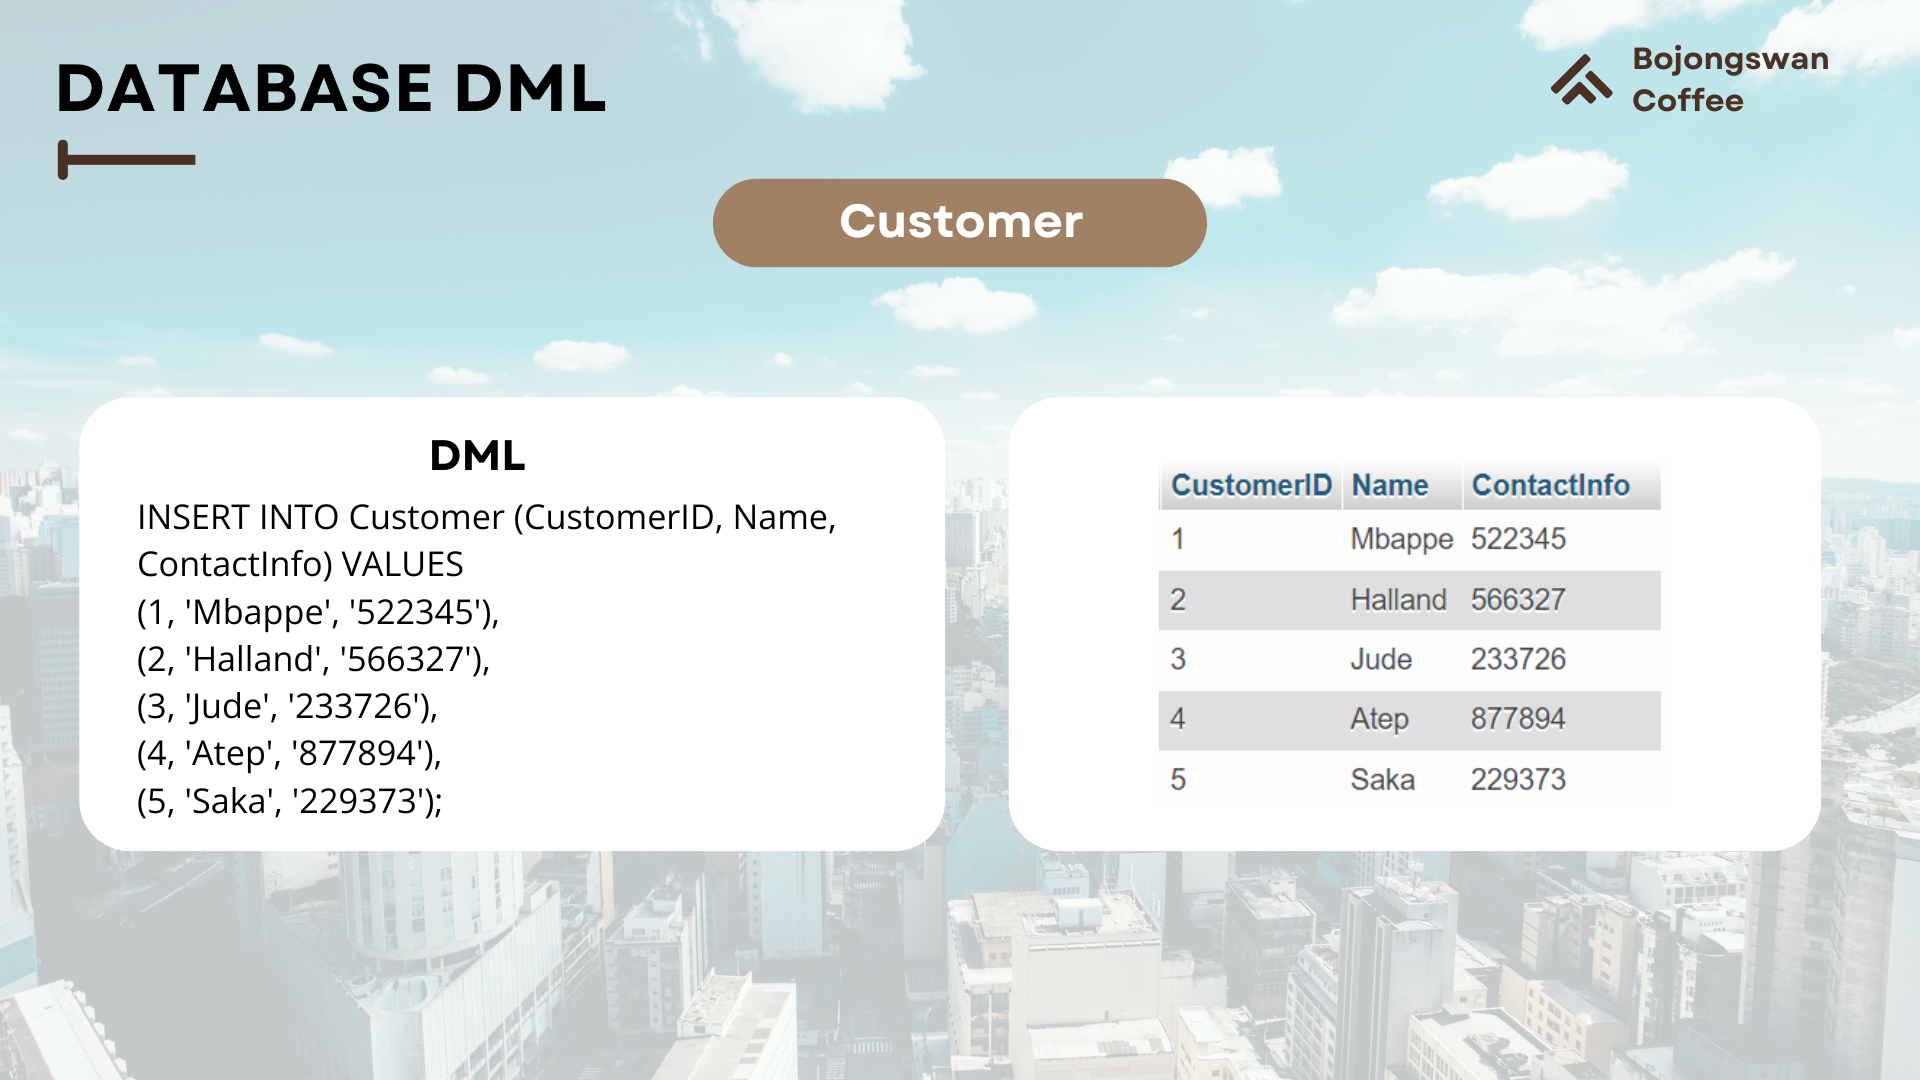 DATABASE DML
Bojongswan
Coffee
Customer
DML
INSERT INTO Customer (CustomerID, Name,
ContactInfo) VALUES
(1, 'Mbappe', '522345'),
(2, 'Halland', '566327'),
(3, 'Jude', '233726'),
(4, 'Atep', '877894'),
(5, 'Saka', '229373');
CustomerID Name ContactInfo
1 Mbappe 522345
2 Halland 566327
3 Jude 233726
4 Atep 877894
5 Saka 229373